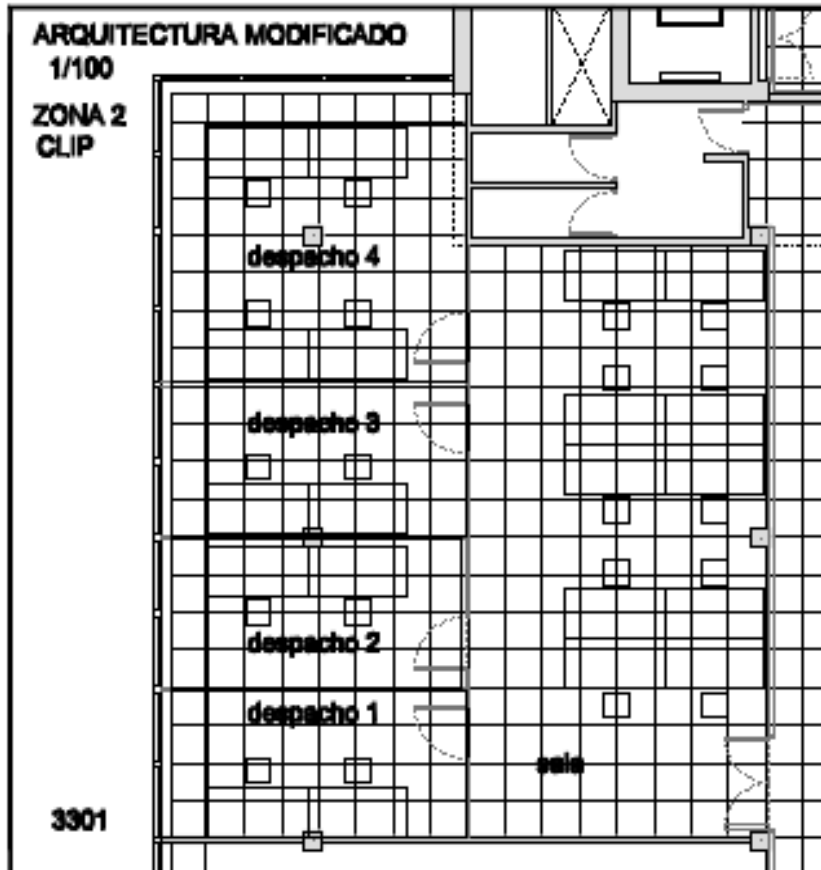 ARQUITECTURA MODIFICADO
1/100
ZONA 2
CLIP
despacho 4
despacho 3
despacho 2
despacho 1
sala
3301